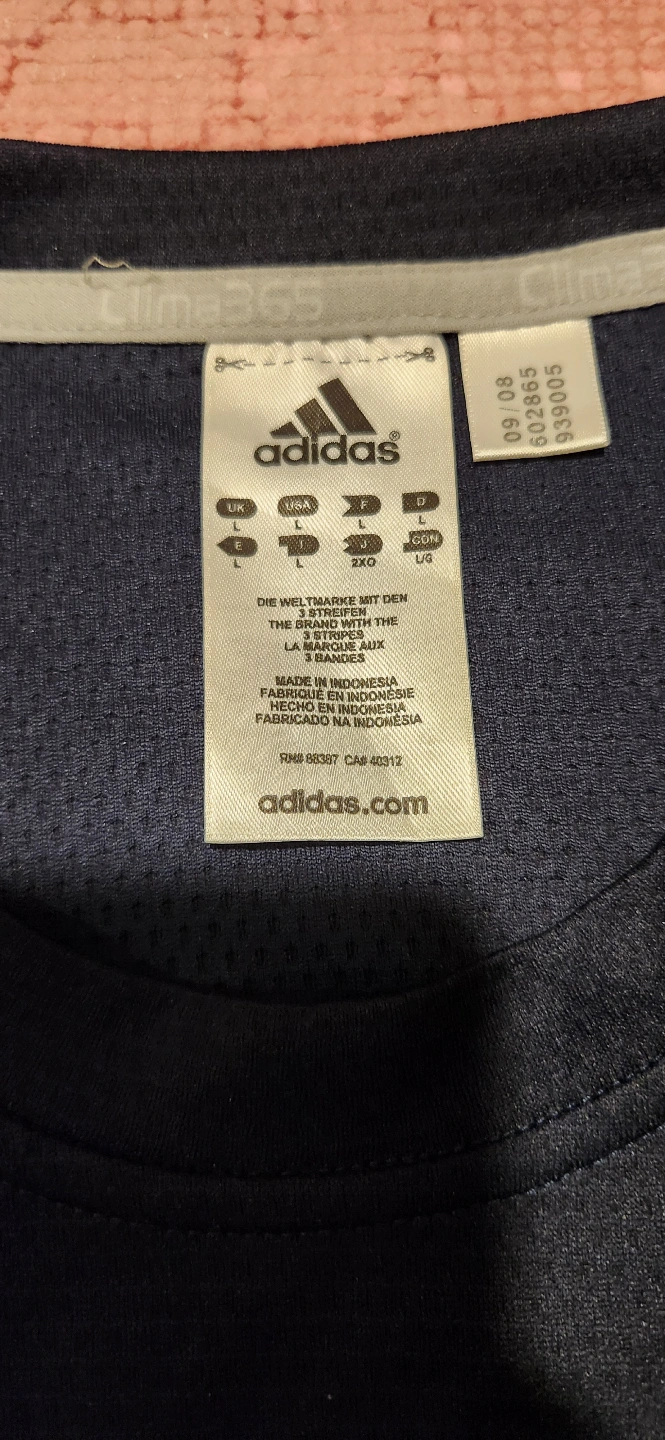 Clima365
Clima3
adidas®
UK USA F D
L L L L
E I J CDN
L L 2XO L/G
DIE WELTMARKE MIT DEN
3 STREIFEN
THE BRAND WITH THE
3 STRIPES
LA MARQUE AUX
3 BANDES
MADE IN INDONESIA
FABRIQUÉ EN INDONÉSIE
HECHO EN INDONESIA
FABRICADO NA INDONÉSIA
RN# 88387 CA# 40312
adidas.com
09/08
602865
939005